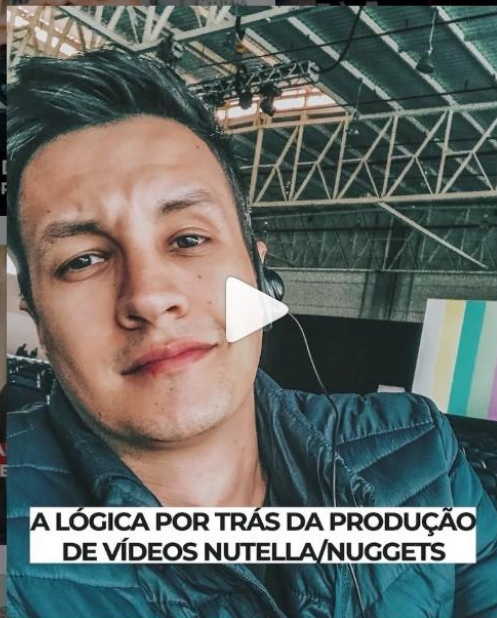 A LÓGICA POR TRÁS DA PRODUÇÃO
DE VÍDEOS NUTELLA/NUGGETS